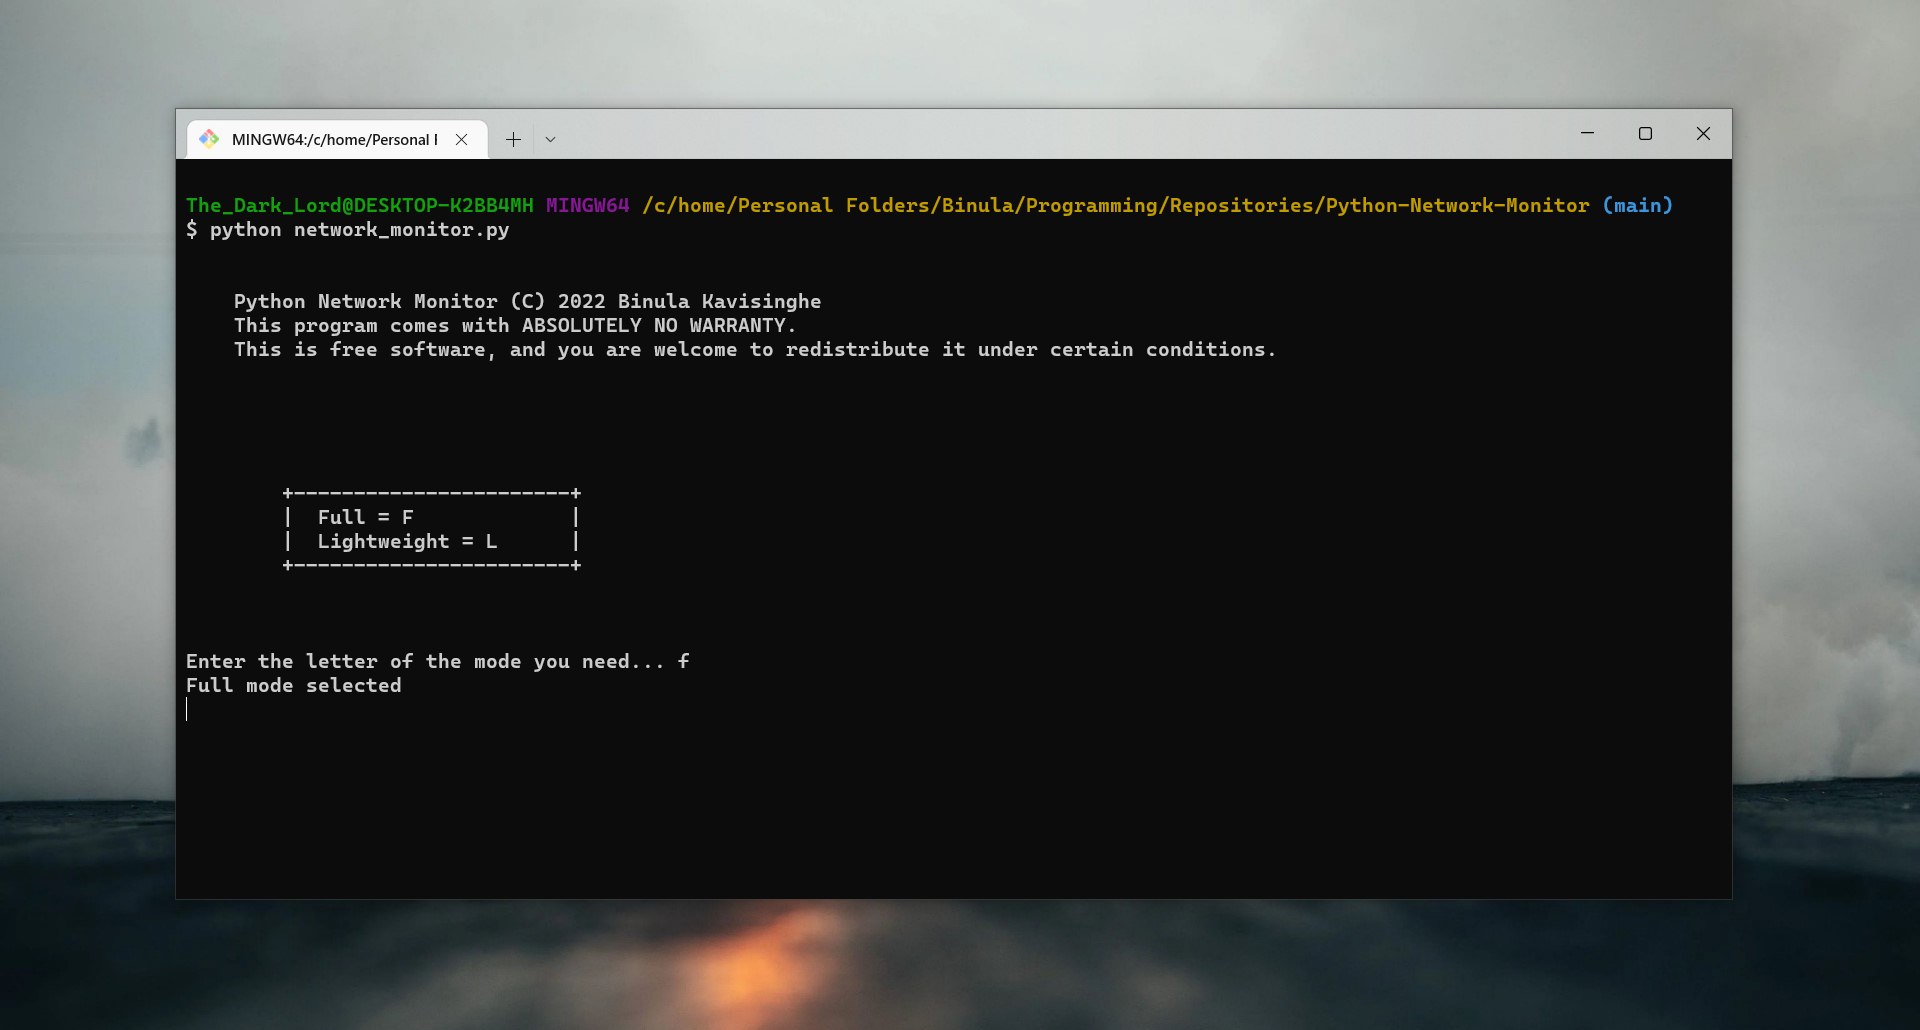 MINGW64:/c/home/Personal F
The_Dark_Lord@DESKTOP-K2BB4MH MINGW64 /c/home/Personal Folders/Binula/Programming/Repositories/Python-Network-Monitor (main)
$ python network_monitor.py
Python Network Monitor (C) 2022 Binula Kavisinghe
This program comes with ABSOLUTELY NO WARRANTY.
This is free software, and you are welcome to redistribute it under certain conditions.
+-----------------------+
|  Full = F             |
|  Lightweight = L      |
+-----------------------+
Enter the letter of the mode you need... f
Full mode selected